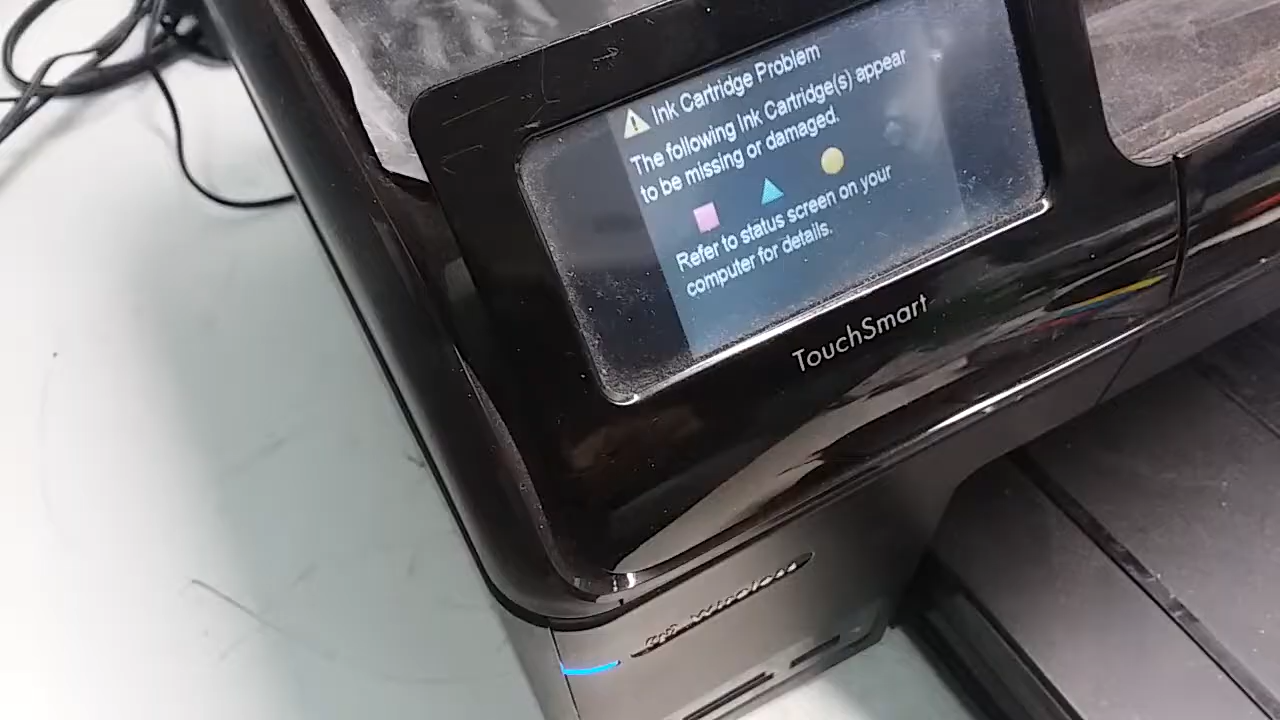 Ink Cartridge Problem
The following Ink Cartridge(s) appear
to be missing or damaged.
Refer to status screen on your
computer for details.
TouchSmart
Wireless